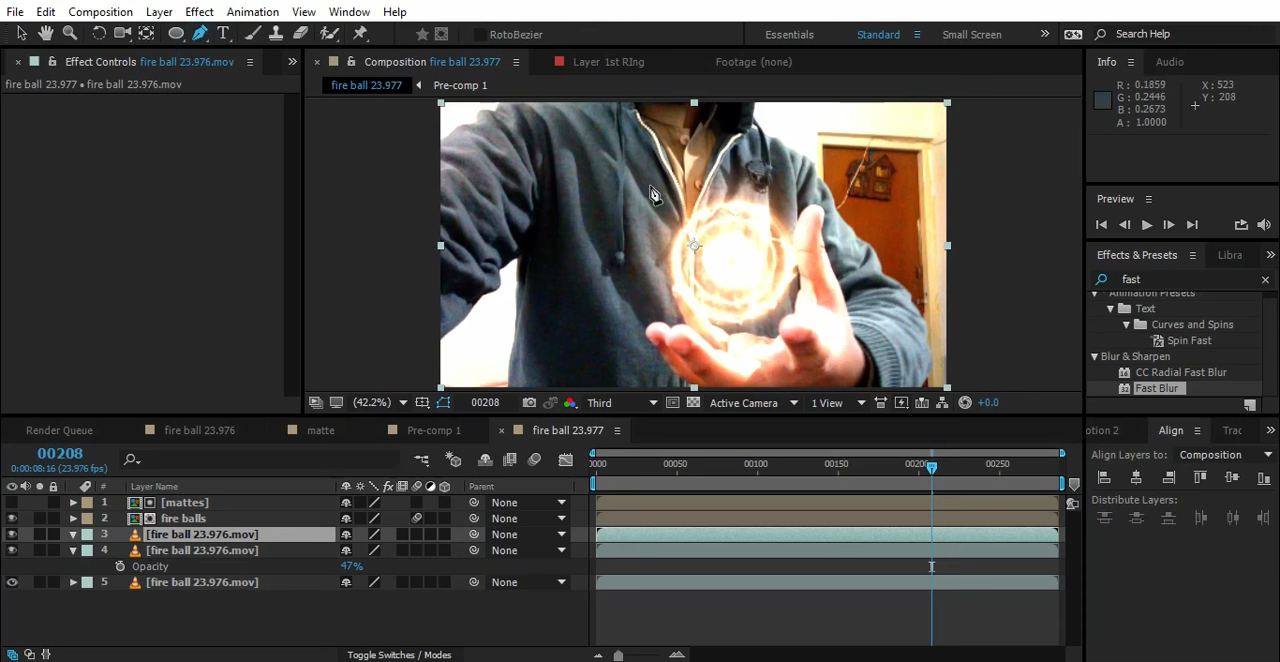 File Edit Composition Layer Effect Animation View Window Help
RotoBezier Essentials Standard Small Screen Search Help
Effect Controls fire ball 23.976.mov
fire ball 23.977 • fire ball 23.976.mov
Composition fire ball 23.977 Layer 1st RIng Footage (none)
fire ball 23.977 Pre-comp 1
Info Audio
R: 0.1859 X: 523
G: 0.2446 Y: 208
B: 0.2673
A: 1.0000
Preview
Effects & Presets Libra
fast
Animation Presets
Text
Curves and Spins
Spin Fast
Blur & Sharpen
CC Radial Fast Blur
Fast Blur
(42.2%) 00208 Third Active Camera 1 View +0.0
Render Queue fire ball 23.976 matte Pre-comp 1 fire ball 23.977
otion 2 Align Trac
00208
0:00:08:16 (23.976 fps)
0000 00050 00100 00150 00200 00250
Align Layers to: Composition
Distribute Layers:
# Layer Name fx Parent
1 [mattes] None
2 fire balls None
3 [fire ball 23.976.mov] None
4 [fire ball 23.976.mov] None
Opacity 47%
5 [fire ball 23.976.mov] None
Toggle Switches / Modes